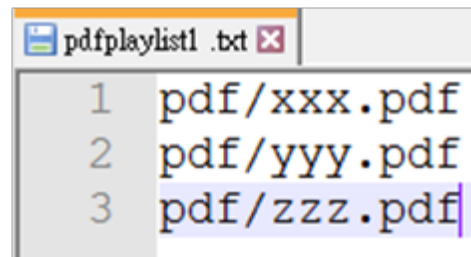 pdfplaylist1 .txt
1 pdf/xxx.pdf
2 pdf/yyy.pdf
3 pdf/zzz.pdf